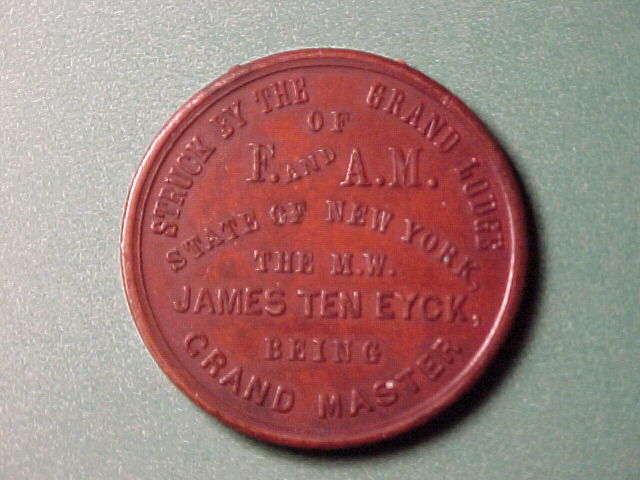 STRUCK BY THE GRAND LODGE
OF
F. AND A.M.
STATE OF NEW YORK,
THE M.W.
JAMES TEN EYCK,
BEING
GRAND MASTER